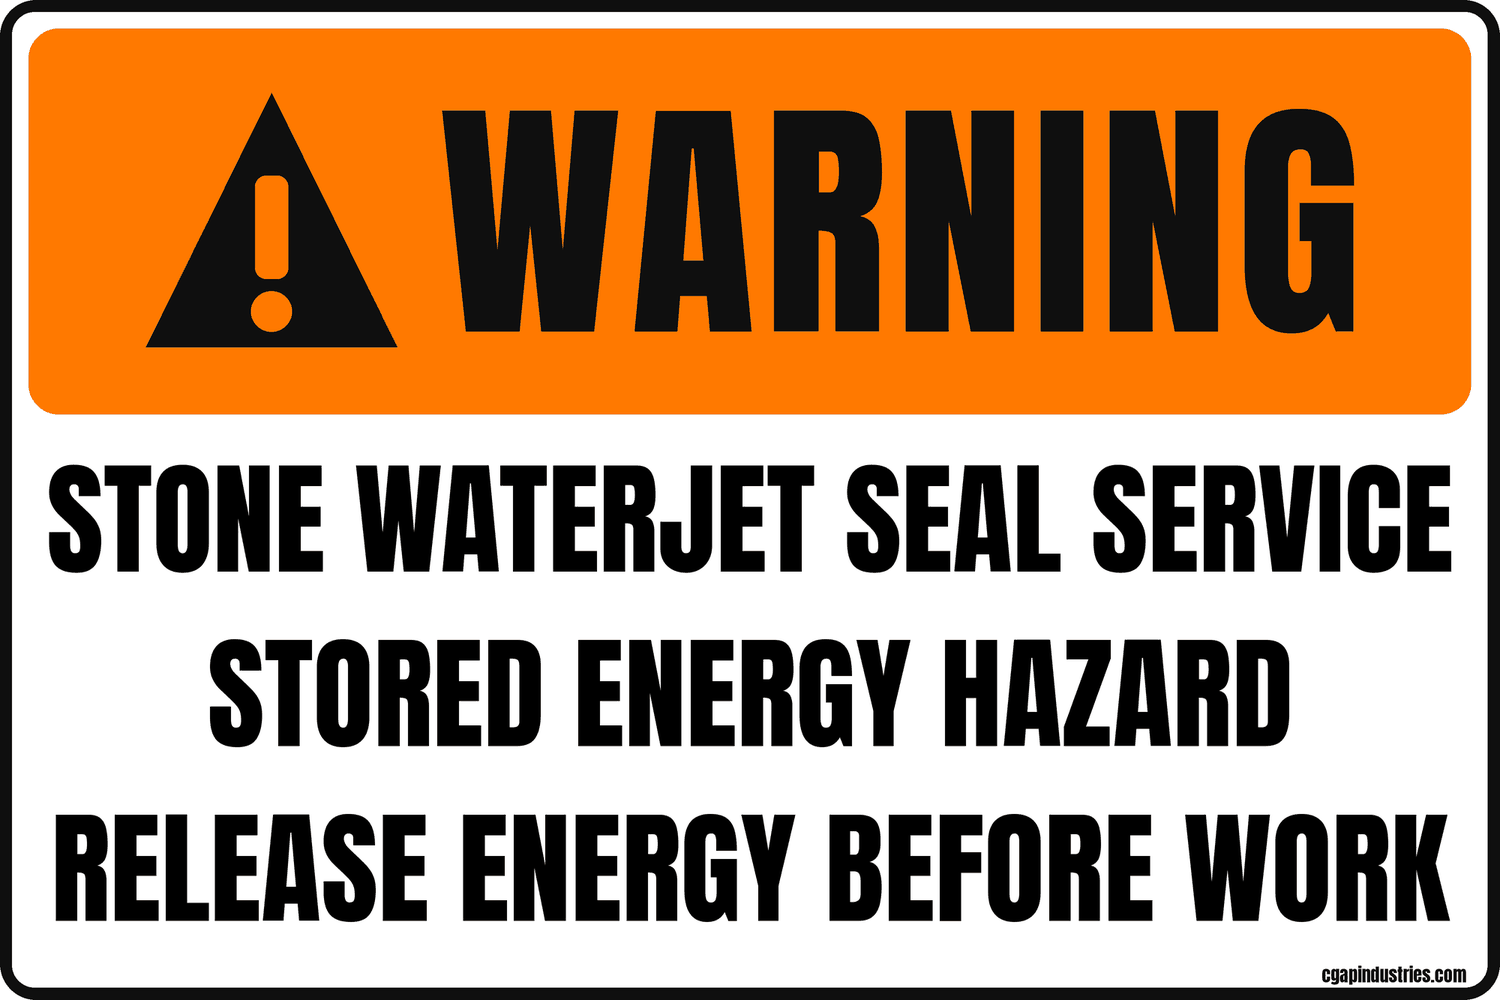 WARNING
STONE WATERJET SEAL SERVICE
STORED ENERGY HAZARD
RELEASE ENERGY BEFORE WORK
cgapindustries.com